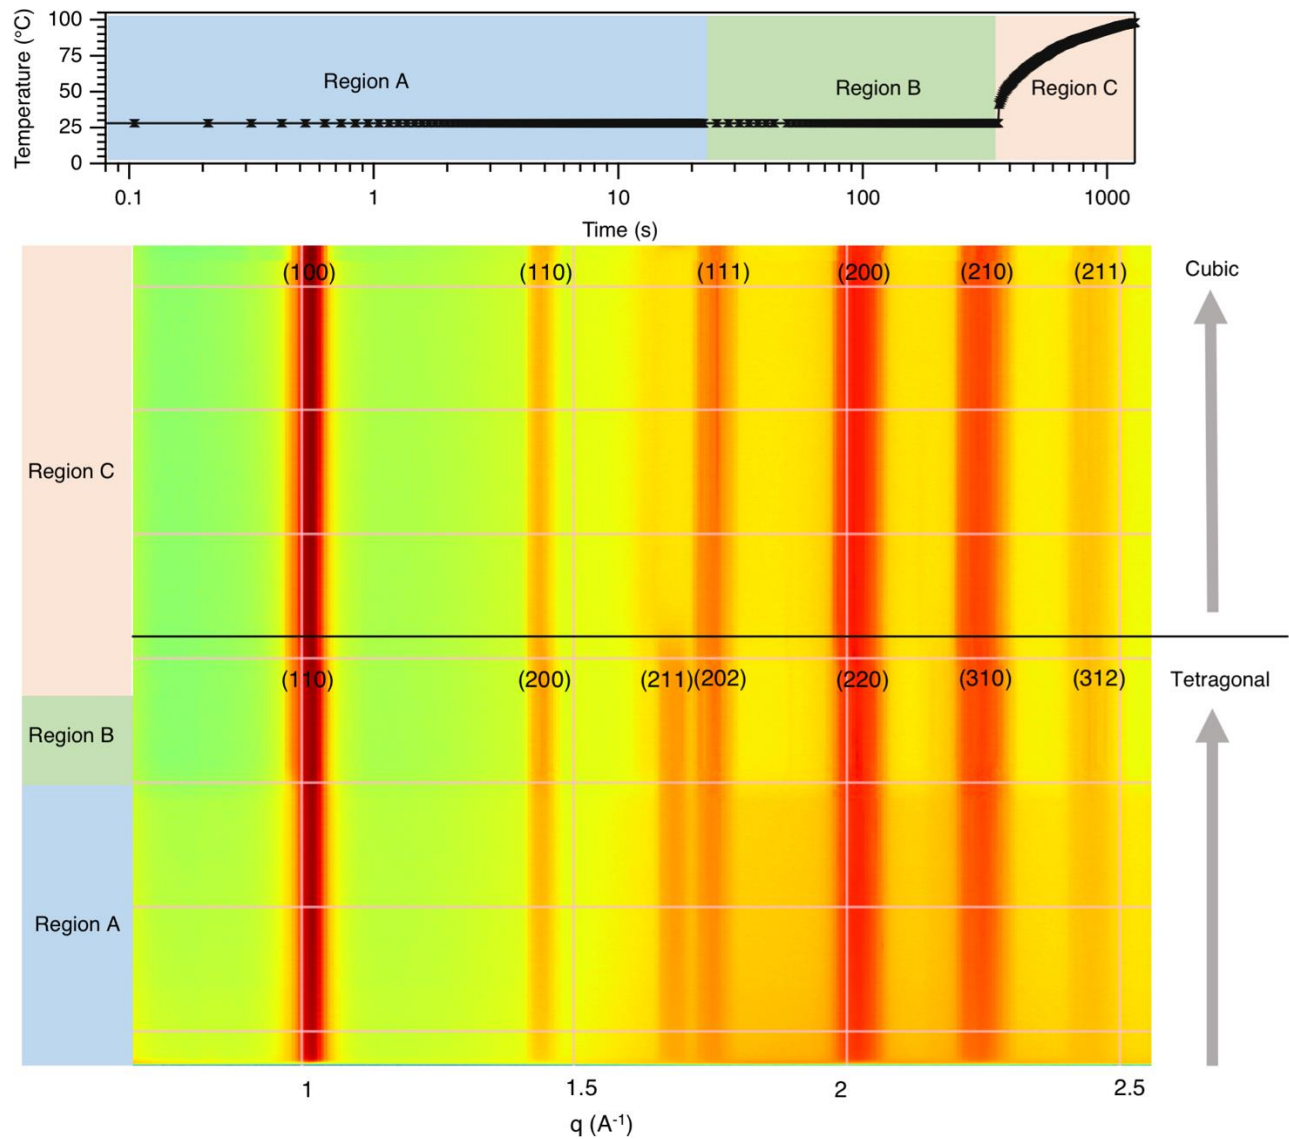 Temperature (°C)
100
75
50
25
0
Region A
Region B
Region C
0.1 1 10 100 1000
Time (s)
(100) (110) (111) (200) (210) (211)
Cubic
Region C
(110) (200) (211)(202) (220) (310) (312)
Tetragonal
Region B
Region A
1 1.5 2 2.5
q (A⁻¹)